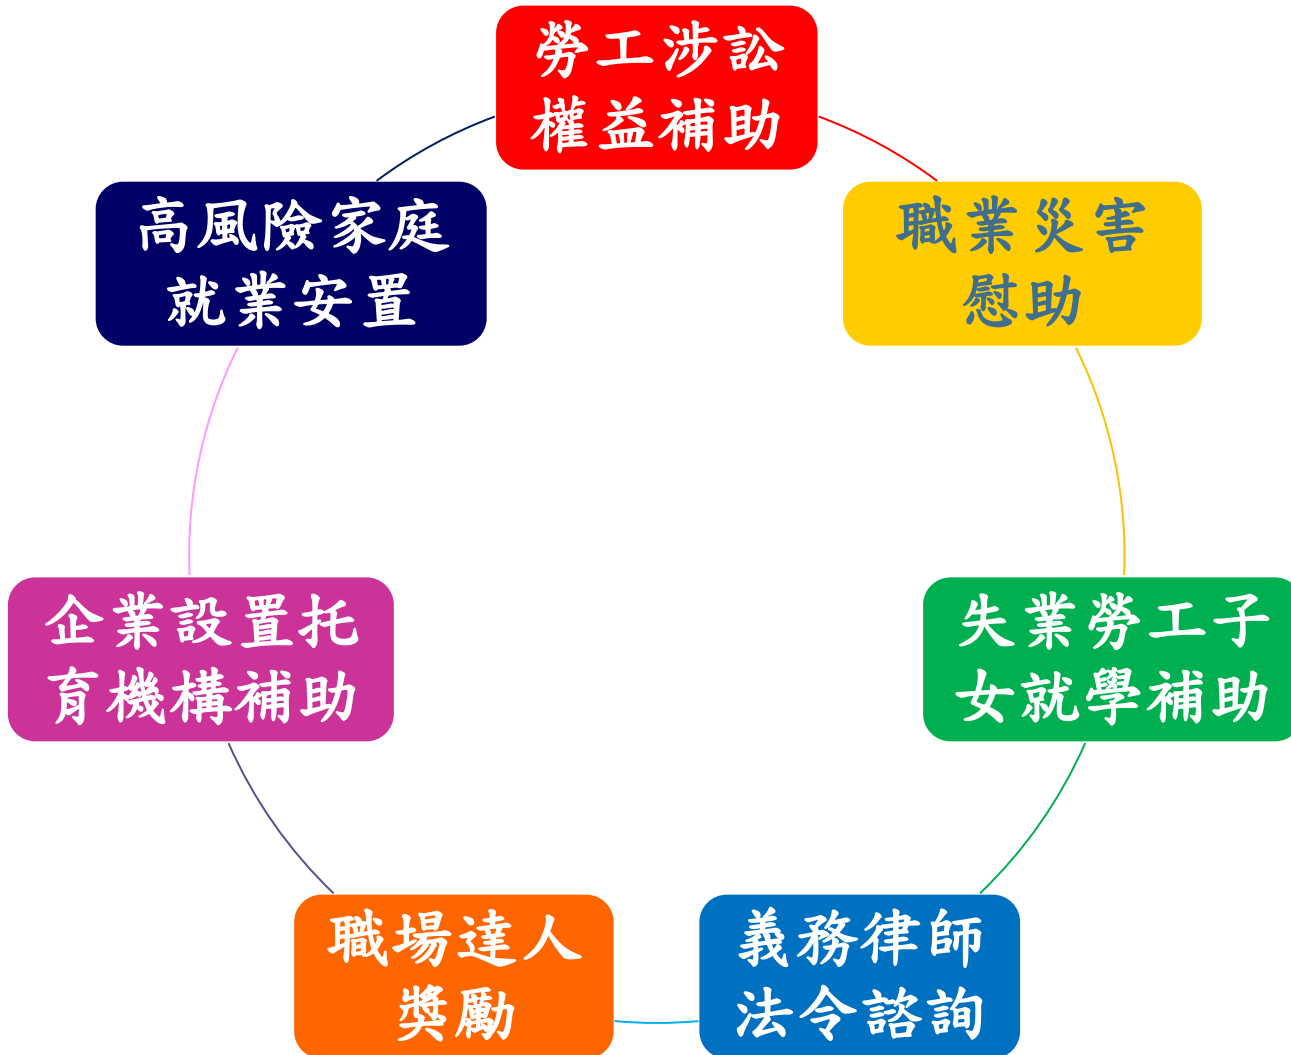 勞工涉訟
權益補助
職業災害
慰助
失業勞工子
女就學補助
義務律師
法令諮詢
職場達人
獎勵
企業設置托
育機構補助
高風險家庭
就業安置